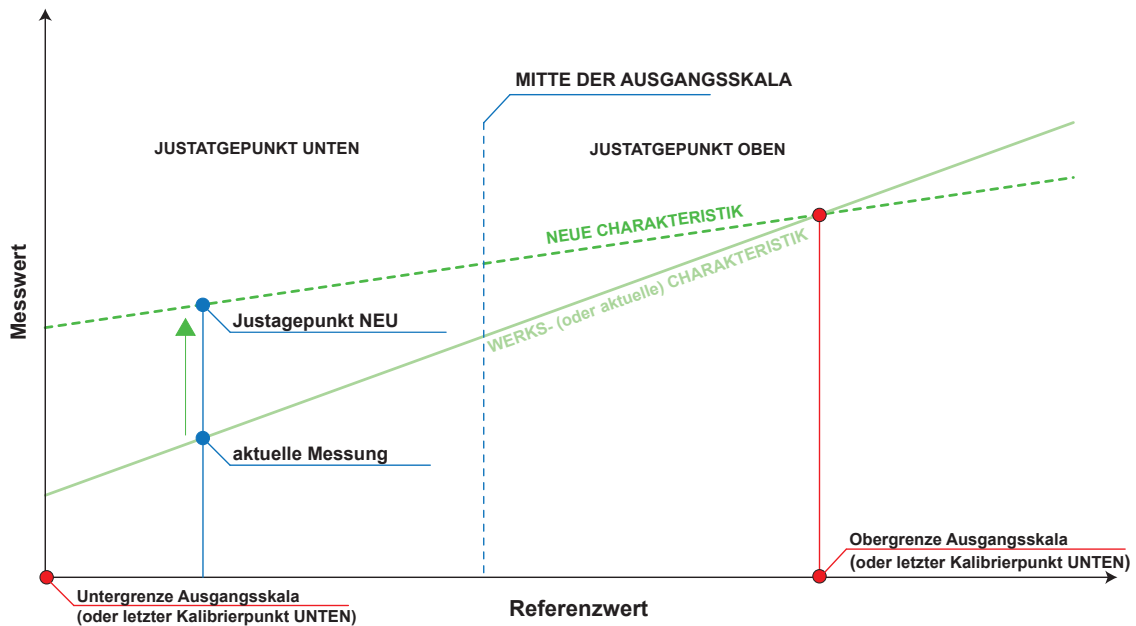 MITTE DER AUSGANGSSKALA
JUSTATGEPUNKT UNTEN
JUSTATGEPUNKT OBEN
NEUE CHARAKTERISTIK
WERKS- (oder aktuelle) CHARAKTERISTIK
Messwert
Justagepunkt NEU
aktuelle Messung
Obergrenze Ausgangsskala
(oder letzter Kalibrierpunkt UNTEN)
Untergrenze Ausgangsskala
(oder letzter Kalibrierpunkt UNTEN)
Referenzwert